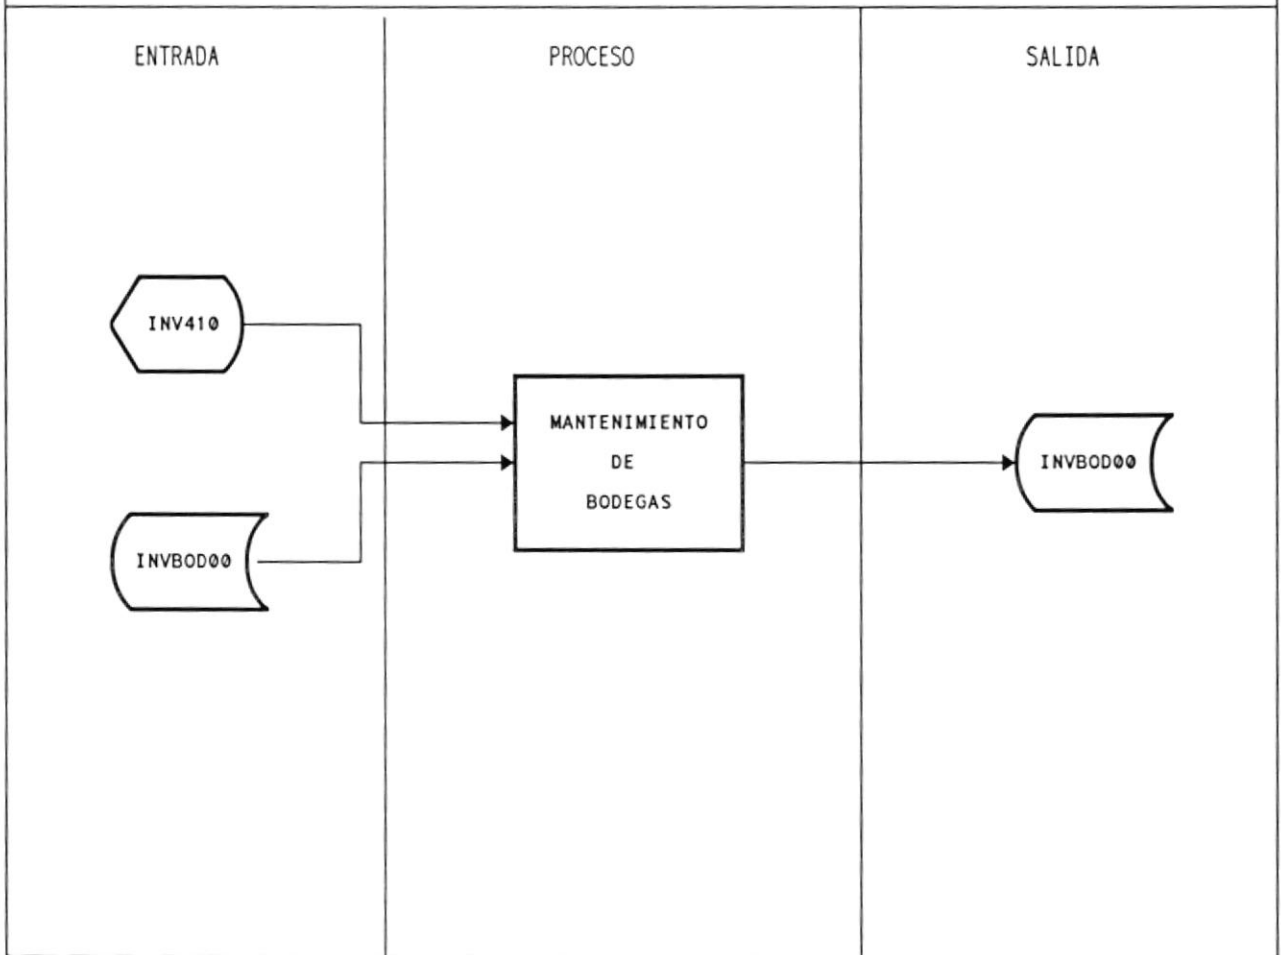 ENTRADA
PROCESO
SALIDA
INV410
INVBOD00
MANTENIMIENTO
DE
BODEGAS
INVBOD00